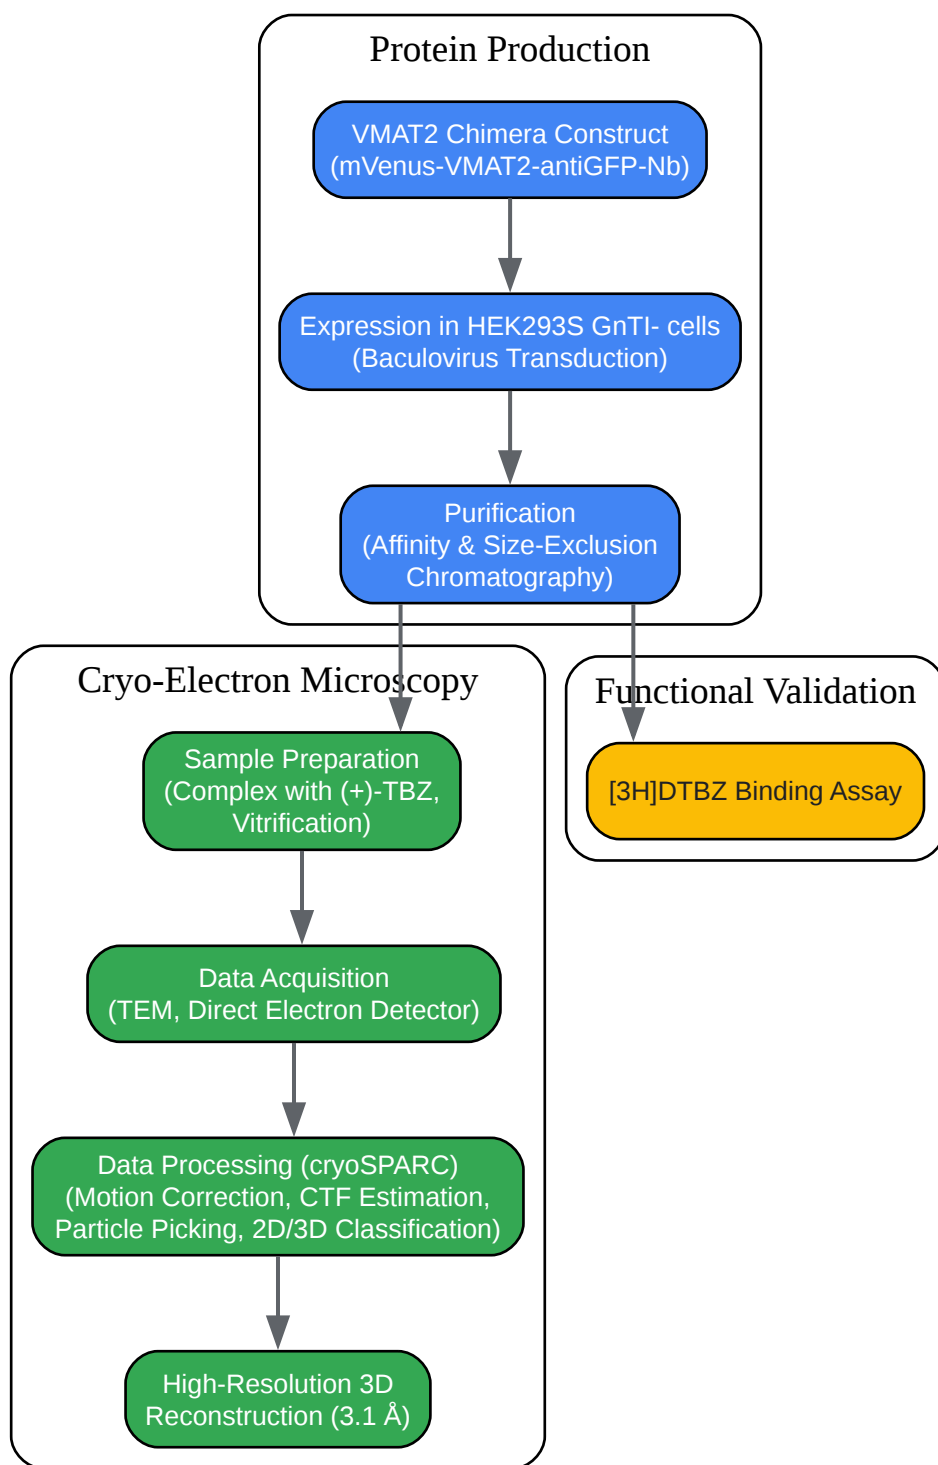 Protein Production
VMAT2 Chimera Construct
(mVenus-VMAT2-antiGFP-Nb)
Expression in HEK293S GnTI- cells
(Baculovirus Transduction)
Purification
(Affinity & Size-Exclusion
Chromatography)
Cryo-Electron Microscopy
Sample Preparation
(Complex with (+)-TBZ,
Vitrification)
Data Acquisition
(TEM, Direct Electron Detector)
Data Processing (cryoSPARC)
(Motion Correction, CTF Estimation,
Particle Picking, 2D/3D Classification)
High-Resolution 3D
Reconstruction (3.1 Å)
Functional Validation
[3H]DTBZ Binding Assay